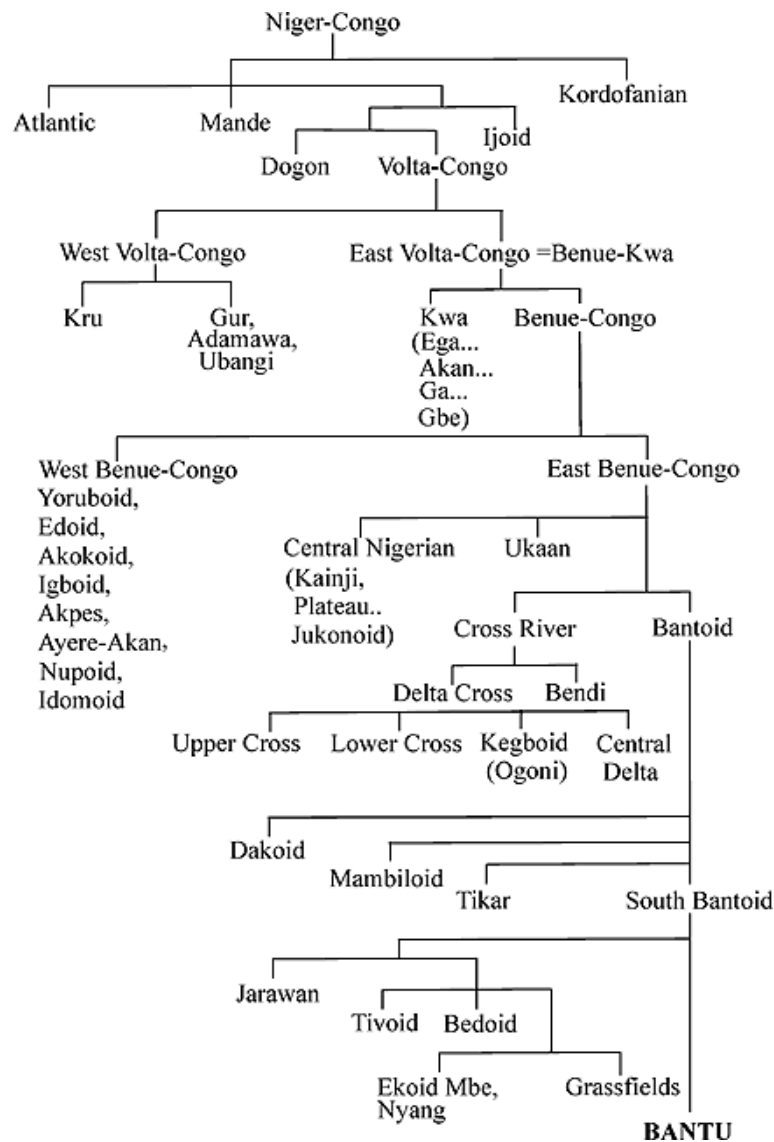 Niger-Congo
Kordofanian
Atlantic
Mande
Ijoid
Dogon
Volta-Congo
West Volta-Congo
East Volta-Congo =Benue-Kwa
Kru
Gur,
Adamawa,
Ubangi
Kwa
(Ega...
Akan...
Ga...
Gbe)
Benue-Congo
West Benue-Congo
Yoruboid,
Edoid,
Akokoid,
Igboid,
Akpes,
Ayere-Akan,
Nupoid,
Idomoid
East Benue-Congo
Central Nigerian
(Kainji,
Plateau..
Jukonoid)
Ukaan
Cross River
Bantoid
Delta Cross
Bendi
Upper Cross
Lower Cross
Kegboid
(Ogoni)
Central
Delta
Dakoid
Mambiloid
Tikar
South Bantoid
Jarawan
Tivoid
Bedoid
Ekoid Mbe,
Nyang
Grassfields
BANTU